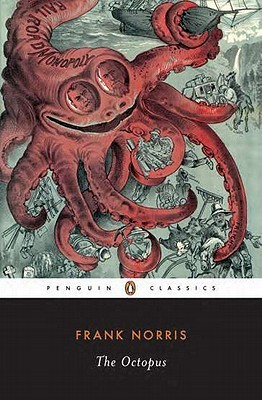 RAILROAD MONOPOLY
PENGUIN CLASSICS
FRANK NORRIS
The Octopus